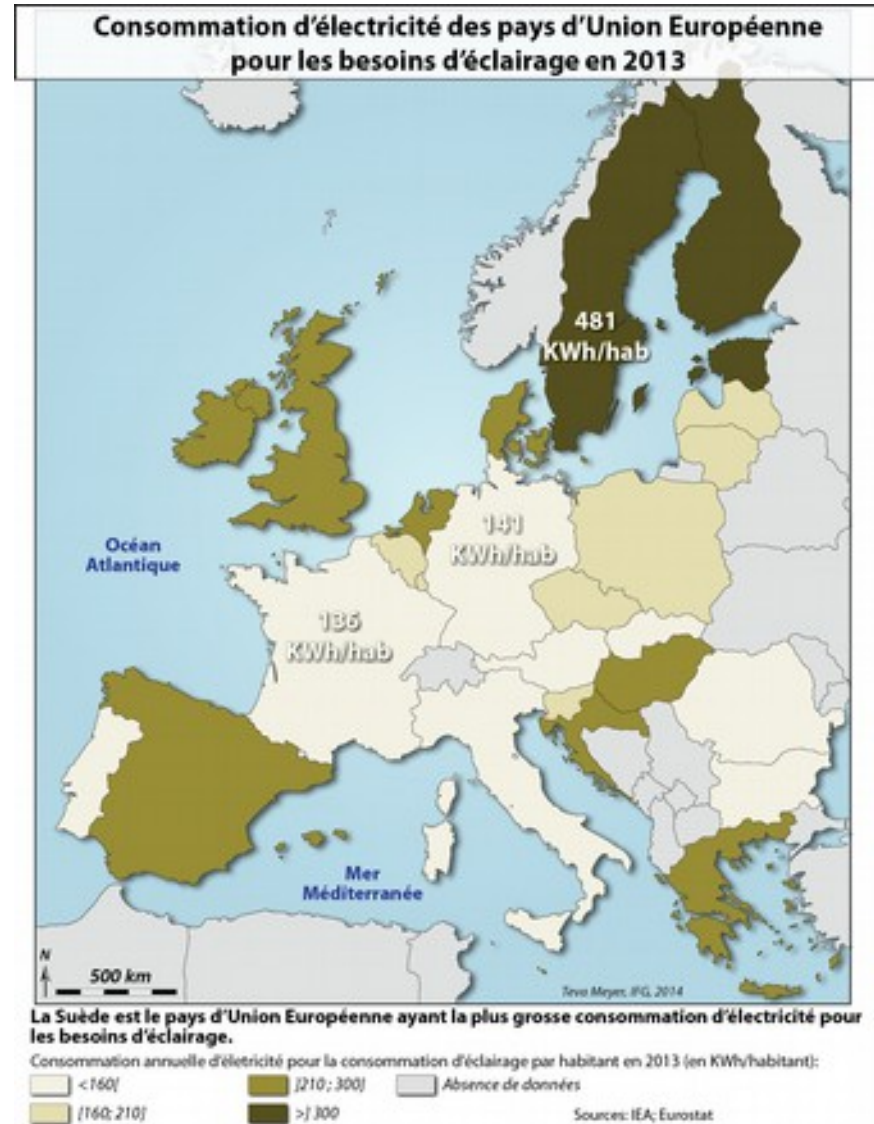 Consommation d'électricité des pays d'Union Européenne
pour les besoins d'éclairage en 2013
481
KWh/hab
141
KWh/hab
Océan
Atlantique
136
KWh/hab
Mer
Méditerranée
N
500 km
Teva Meyer, IFG, 2014
La Suède est le pays d'Union Européenne ayant la plus grosse consommation d'électricité pour
les besoins d'éclairage.
Consommation annuelle d'életricité pour la consommation d'éclairage par habitant en 2013 (en KWh/habitant):
<160[
]210 ; 300]
Absence de données
[160; 210]
>] 300
Sources: IEA; Eurostat